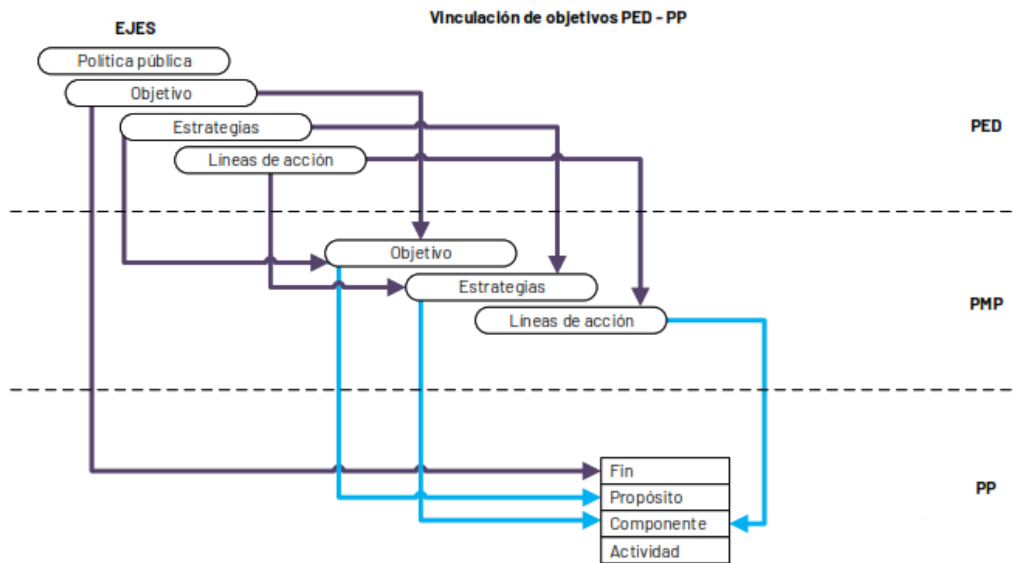 Vinculación de objetivos PED - PP
EJES
Política pública
Objetivo
Estrategias
Líneas de acción
PED
Objetivo
Estrategias
Líneas de acción
PMP
Fin
Propósito
Componente
Actividad
PP